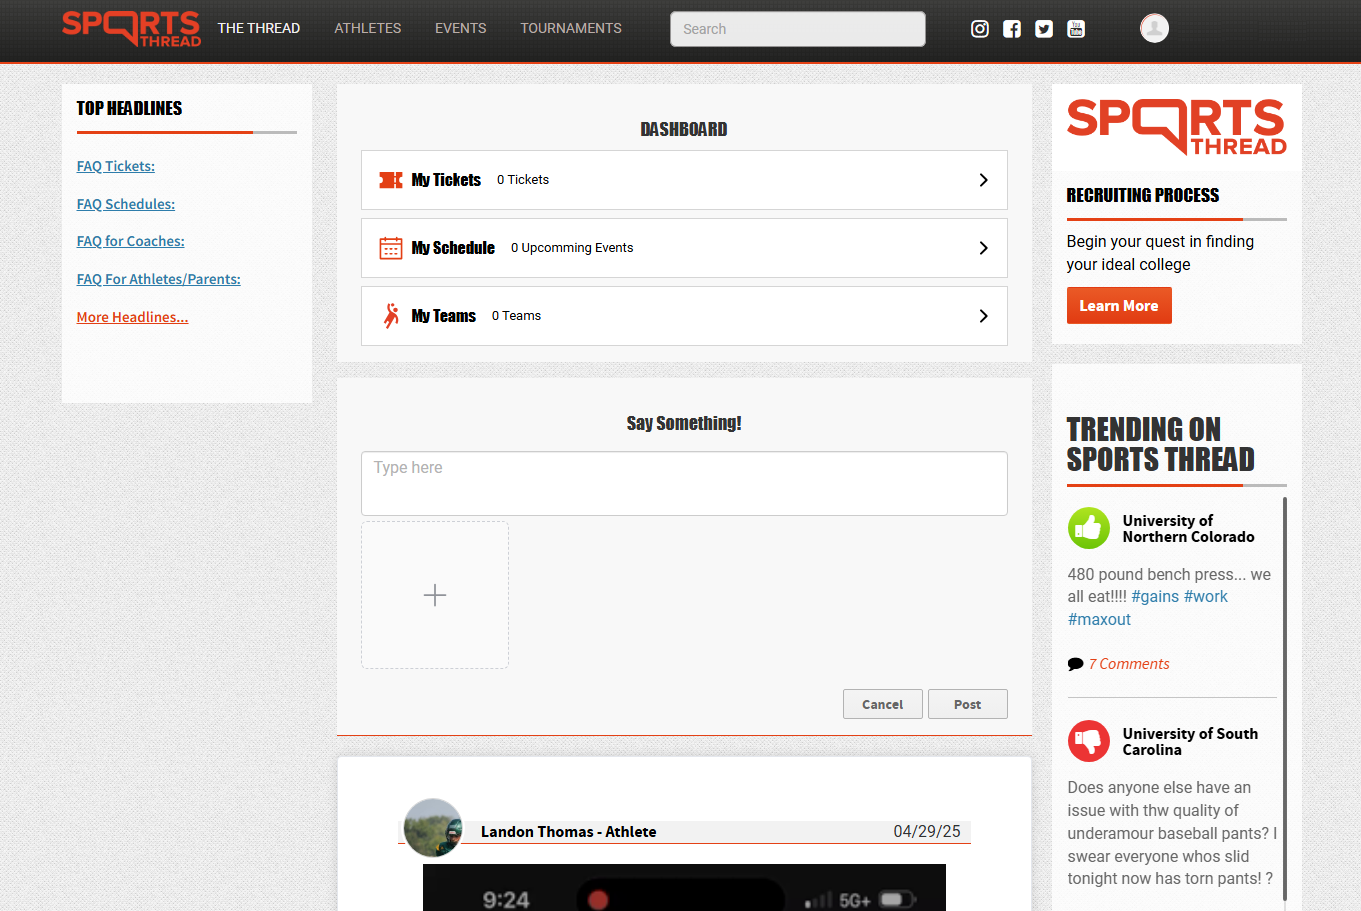 SPORTS
THREAD
THE THREAD
ATHLETES
EVENTS
TOURNAMENTS
Search
You
Tube
TOP HEADLINES
FAQ Tickets:
FAQ Schedules:
FAQ for Coaches:
FAQ For Athletes/Parents:
More Headlines...
DASHBOARD
My Tickets 0 Tickets
My Schedule 0 Upcomming Events
My Teams 0 Teams
Say Something!
Type here
Cancel
Post
Landon Thomas - Athlete 04/29/25
9:24 5G+
SPORTS
THREAD
RECRUITING PROCESS
Begin your quest in finding
your ideal college
Learn More
TRENDING ON
SPORTS THREAD
University of
Northern Colorado
480 pound bench press... we
all eat!!!! #gains #work
#maxout
7 Comments
University of South
Carolina
Does anyone else have an
issue with thw quality of
underamour baseball pants? I
swear everyone whos slid
tonight now has torn pants! ?